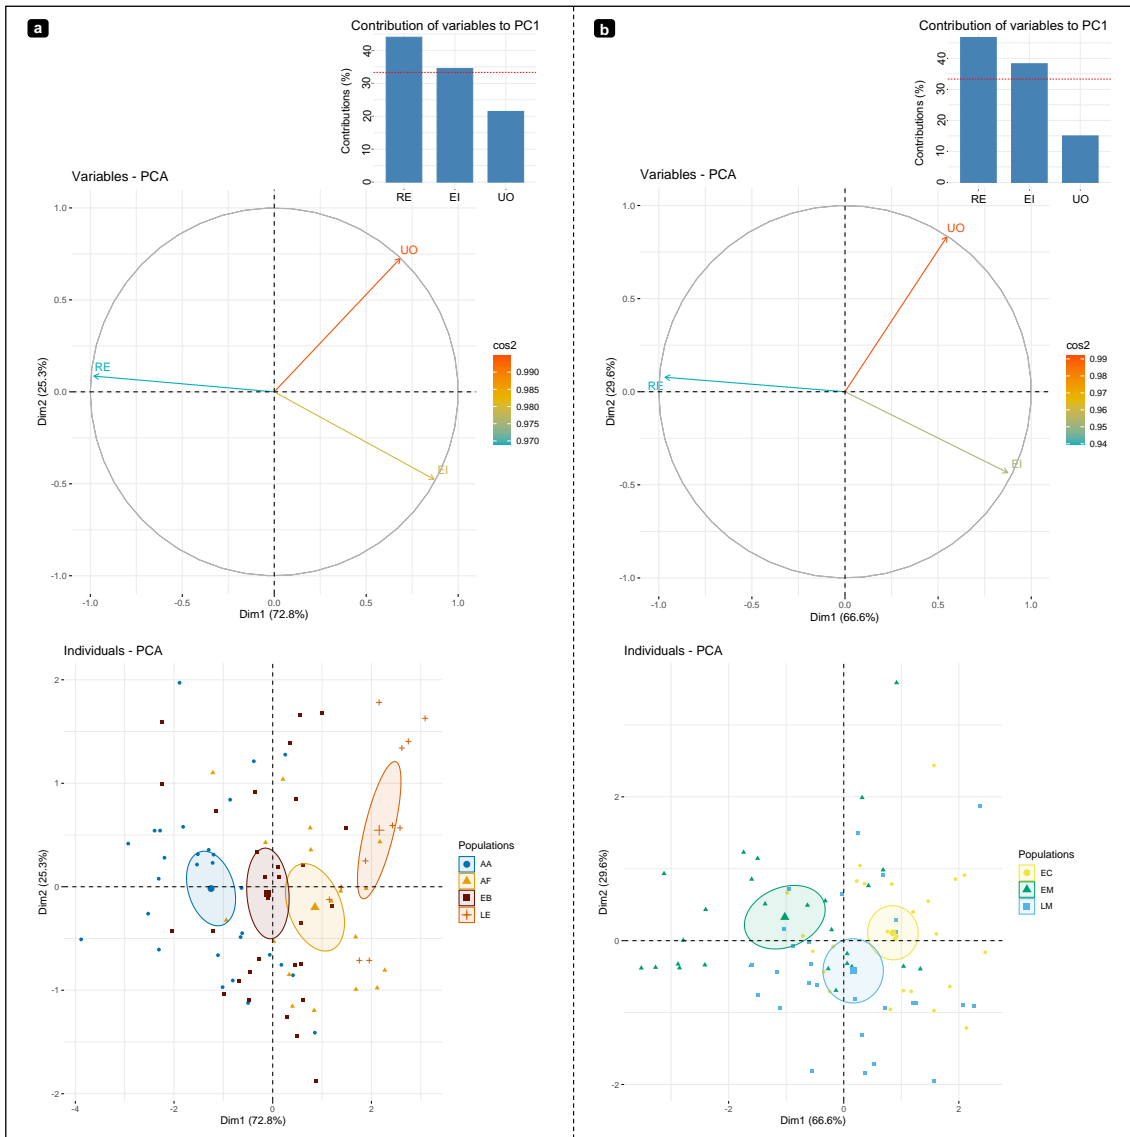 a
Contribution of variables to PC1
Contributions (%)
40
30
20
10
0
RE EI UO
Variables - PCA
1.0
0.5
0.0
-0.5
-1.0
Dim2 (25.3%)
UO
RE
EI
-1.0 -0.5 0.0 0.5 1.0
Dim1 (72.8%)
cos2
0.990
0.985
0.980
0.975
0.970
Individuals - PCA
2
1
0
-1
-2
Dim2 (25.3%)
-4 -2 0 2
Dim1 (72.8%)
Populations
AA
AF
EB
LE
b
Contribution of variables to PC1
Contributions (%)
40
30
20
10
0
RE EI UO
Variables - PCA
1.0
0.5
0.0
-0.5
-1.0
Dim2 (29.6%)
UO
RE
EI
-1.0 -0.5 0.0 0.5 1.0
Dim1 (66.6%)
cos2
0.99
0.98
0.97
0.96
0.95
0.94
Individuals - PCA
2
0
-2
Dim2 (29.6%)
-2 0 2
Dim1 (66.6%)
Populations
EC
EM
LM